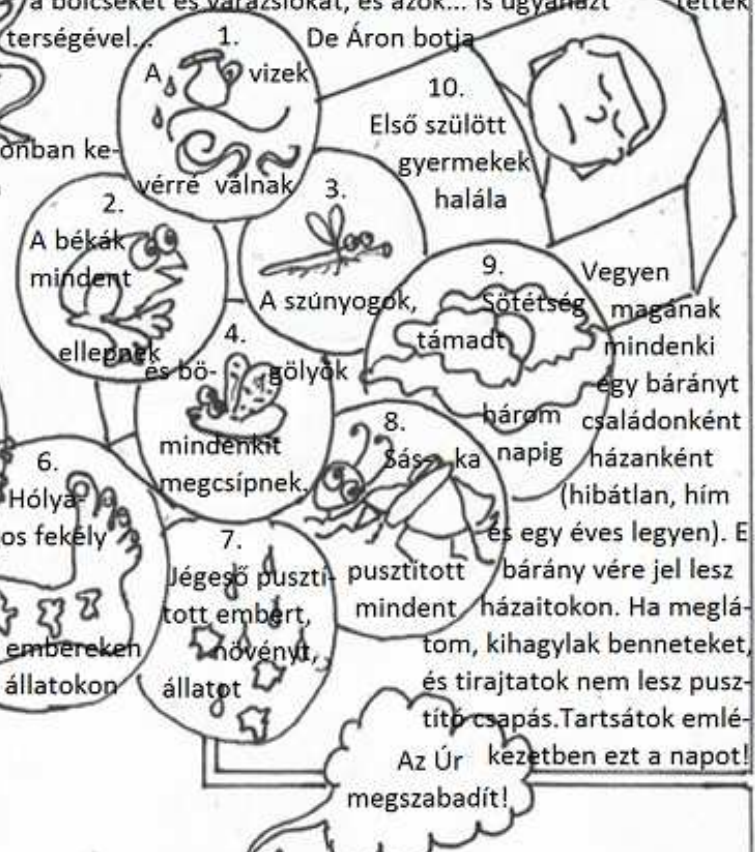 a bölcseket és varázslókat, és azok... is ugyanazt tették
terségével... De Áron botja
onban ke-
1.
A vizek
vérré válnak
2.
A békák
mindent
ellepnek
3.
A szúnyogok,
4.
és bö- gölyök
mindenkit
megcsípnek.
6.
Hólya-
os fekély
embereken
állatokon
7.
Jégeső pusztí-
tott embert,
növényt,
állatot
8.
Sás- ka
pusztított
mindent
9.
Sötétség
támadt
három
napig
10.
Első szülött
gyermekek
halála
Vegyen
magának
mindenki
egy bárányt
családonként
házanként
(hibátlan, hím
és egy éves legyen). E
bárány vére jel lesz
házaitokon. Ha meglá-
tom, kihagylak benneteket,
és tirajtatok nem lesz pusz-
tító csapás.Tartsátok emlé-
kezetben ezt a napot!
Az Úr
megszabadít!